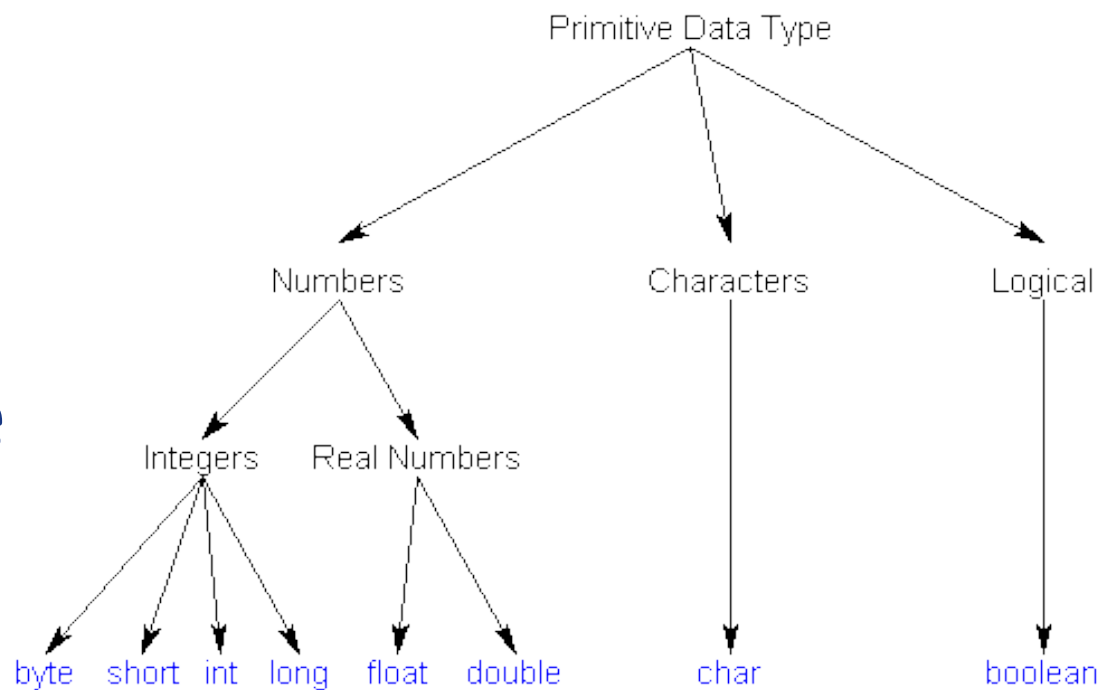 Primitive Data Type
Numbers Characters Logical
Integers Real Numbers
byte short int long float double char boolean